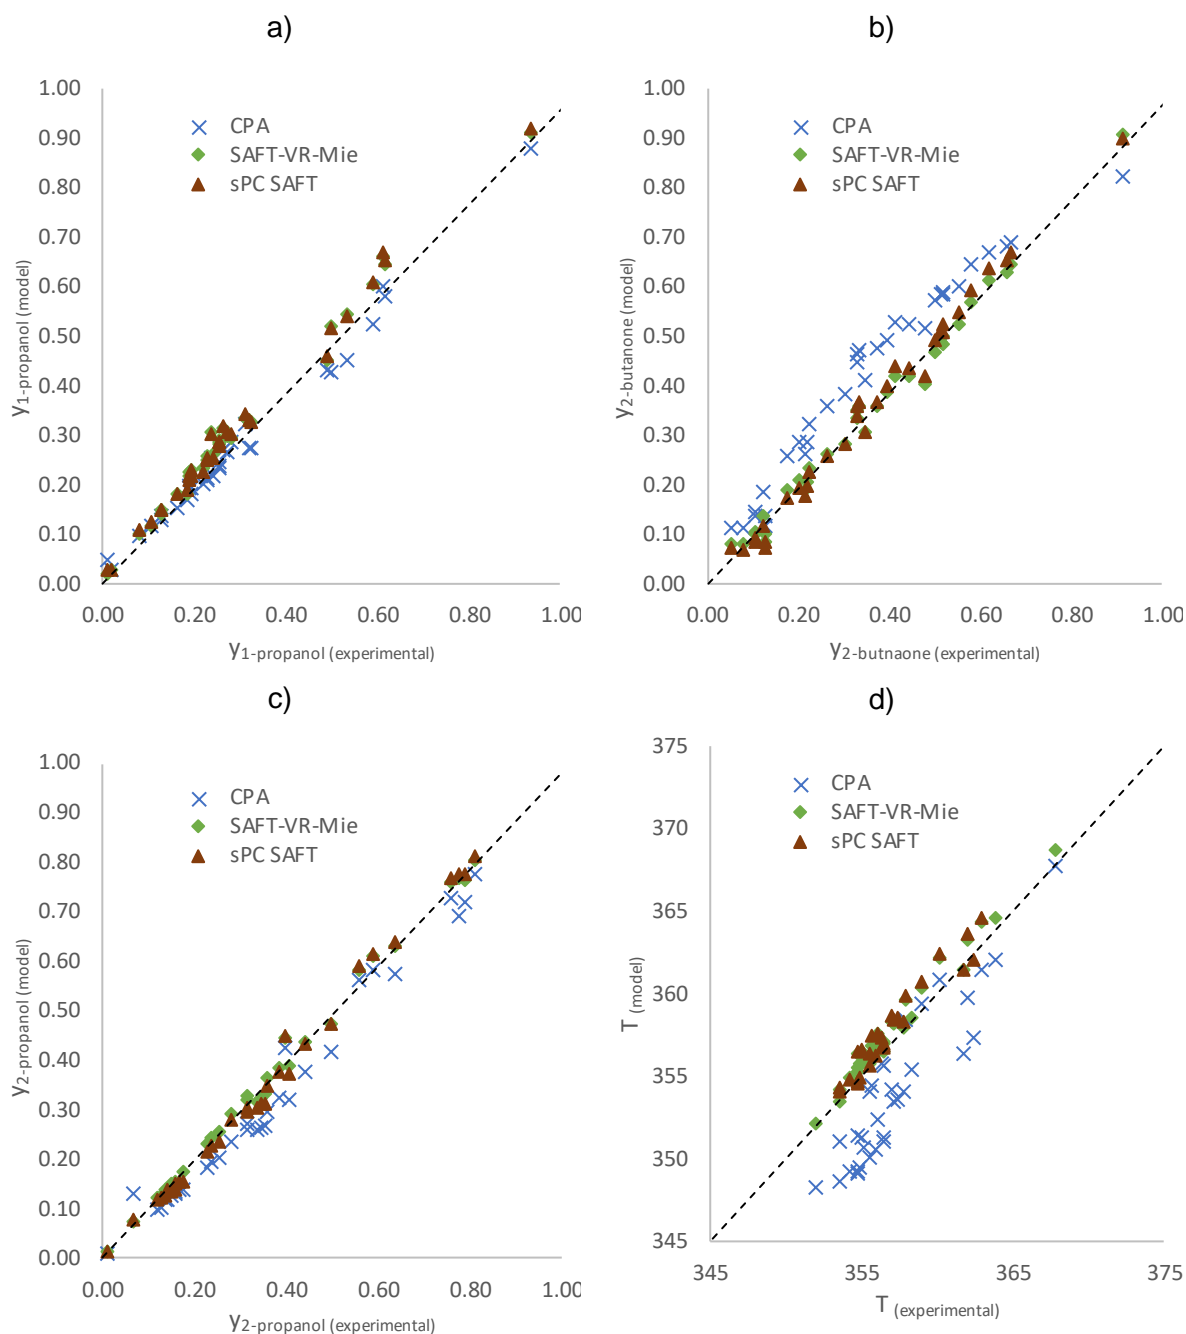 a)
1.00
0.90
0.80
0.70
0.60
0.50
0.40
0.30
0.20
0.10
0.00
0.00 0.20 0.40 0.60 0.80 1.00
y1-propanol (model)
y1-propanol (experimental)
CPA
SAFT-VR-Mie
sPC SAFT
b)
1.00
0.90
0.80
0.70
0.60
0.50
0.40
0.30
0.20
0.10
0.00
0.00 0.20 0.40 0.60 0.80 1.00
y2-butanone (model)
y2-butnaone (experimental)
CPA
SAFT-VR-Mie
sPC SAFT
c)
1.00
0.90
0.80
0.70
0.60
0.50
0.40
0.30
0.20
0.10
0.00
0.00 0.20 0.40 0.60 0.80 1.00
y2-propanol (model)
y2-propanol (experimental)
CPA
SAFT-VR-Mie
sPC SAFT
d)
375
370
365
360
355
350
345
345 355 365 375
T (model)
T (experimental)
CPA
SAFT-VR-Mie
sPC SAFT